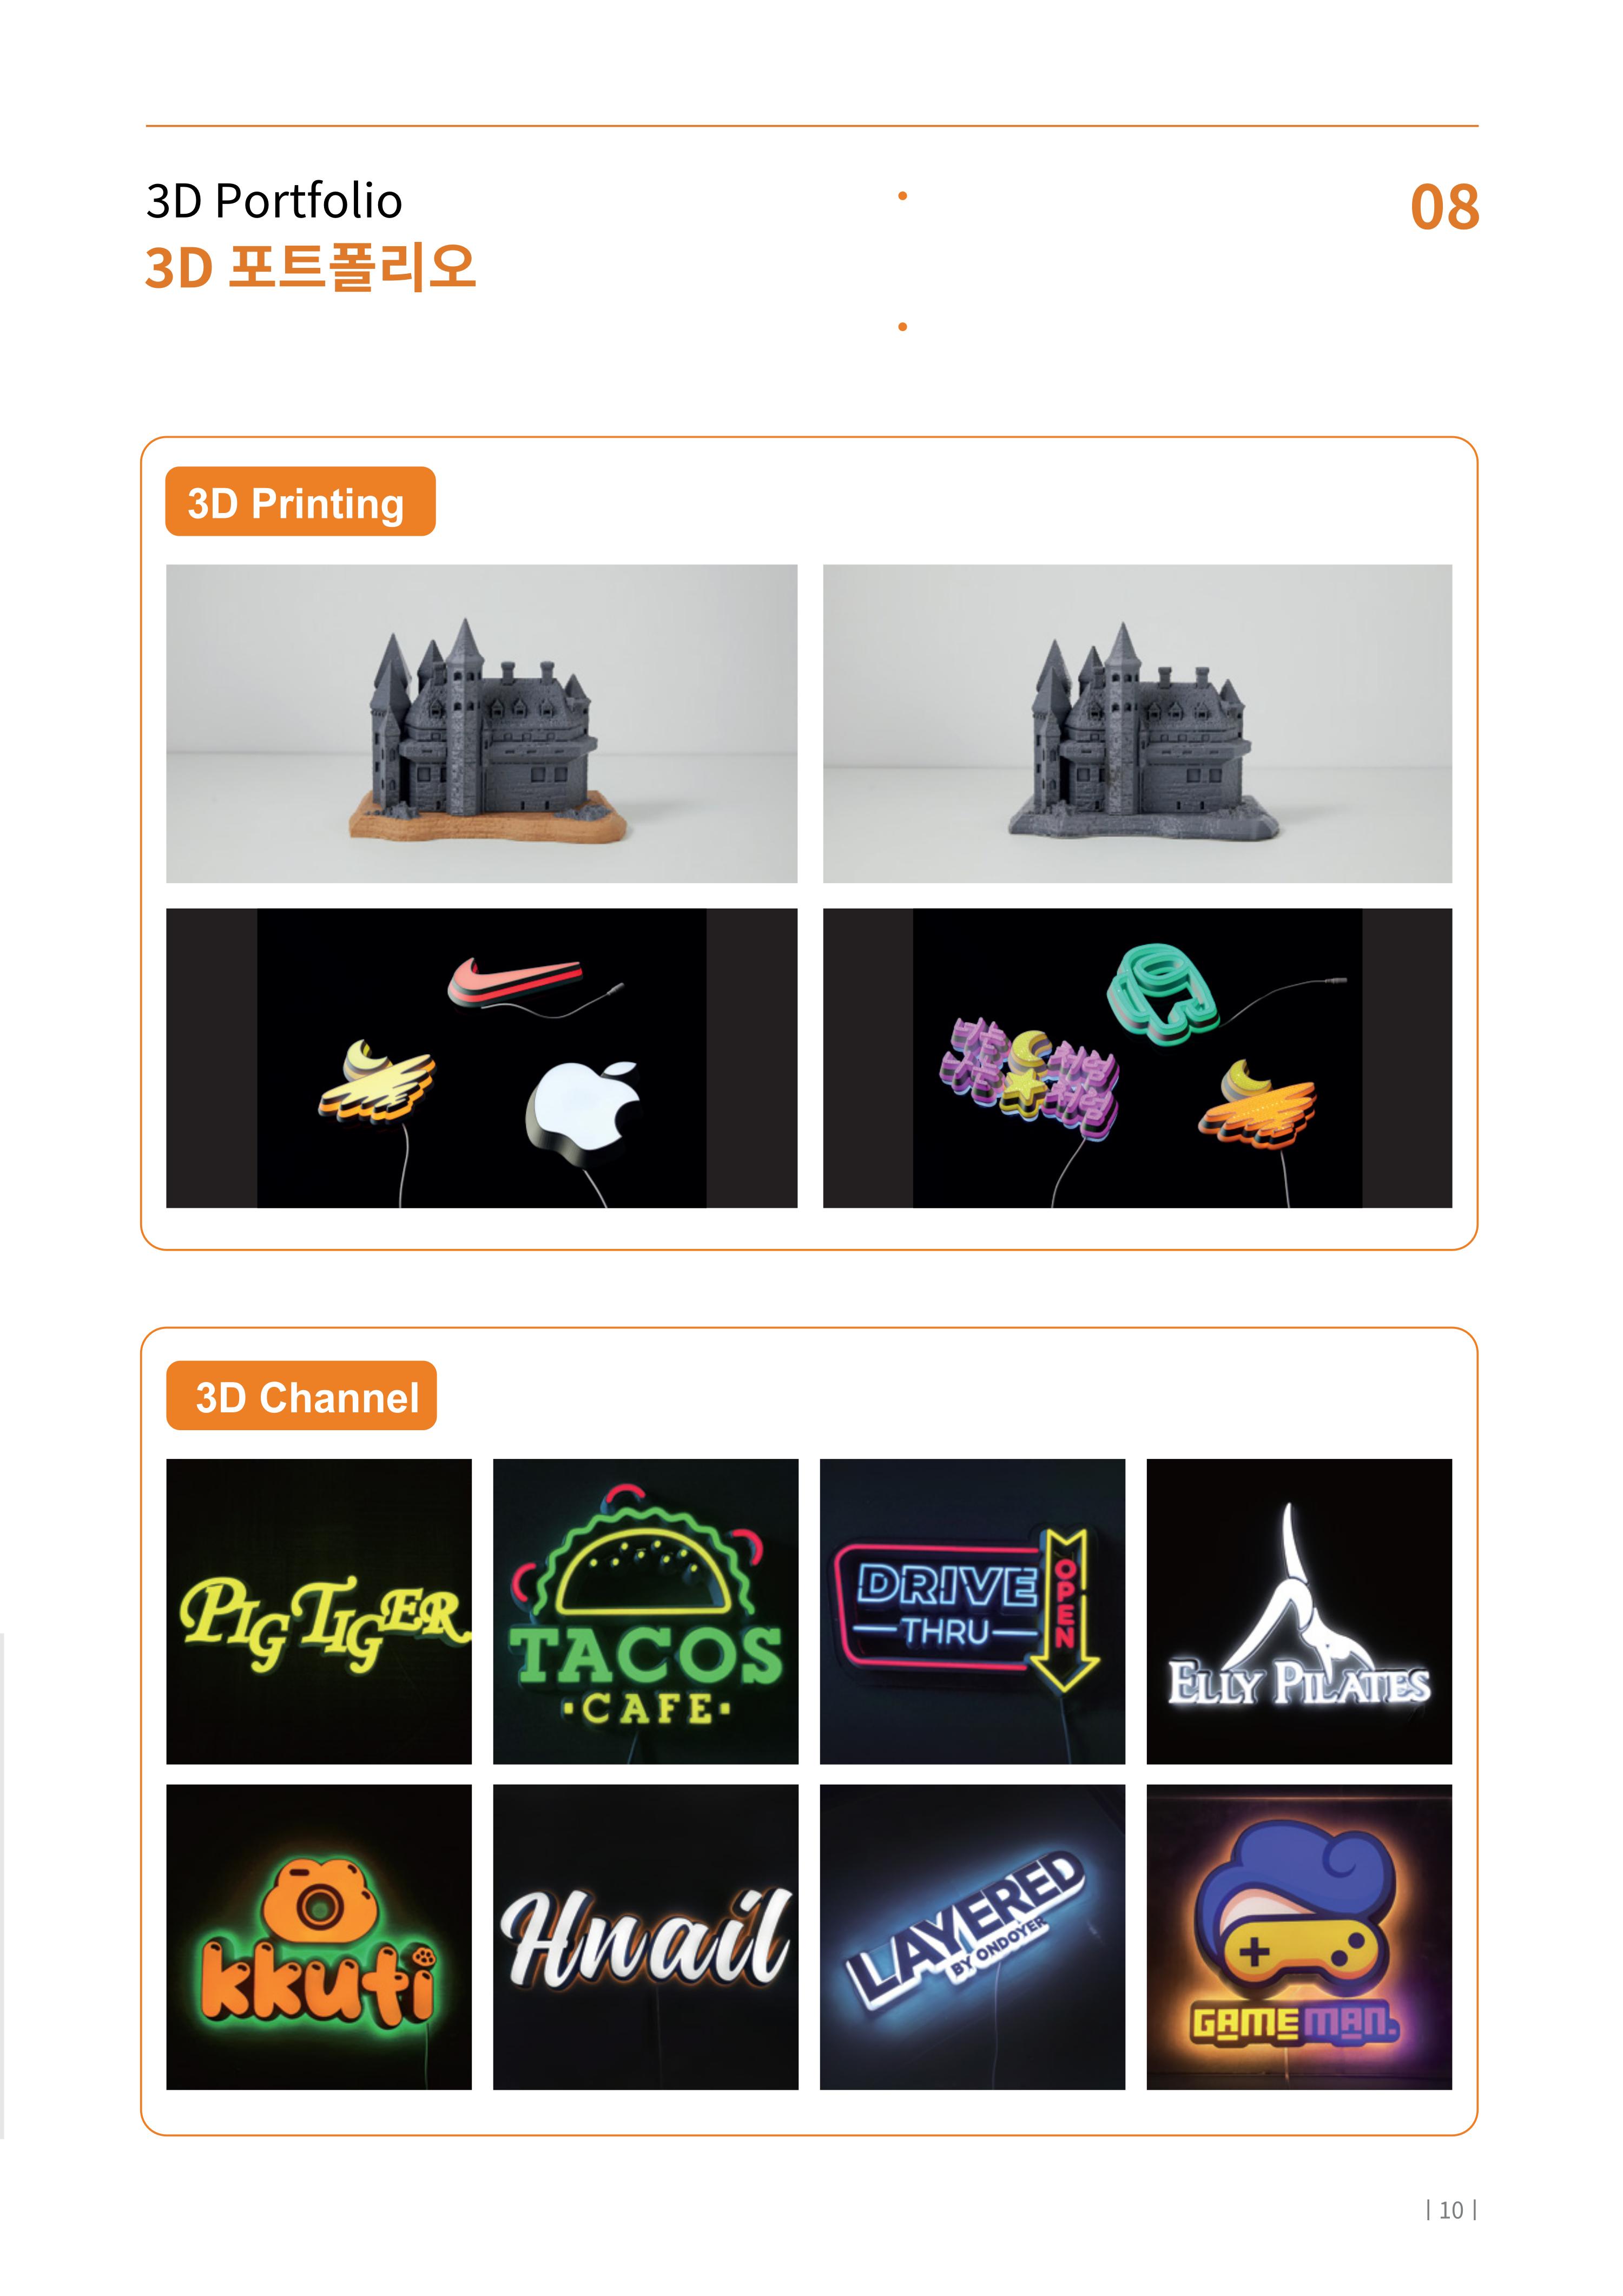 3D Portfolio
08
3D 포트폴리오
3D Printing
3D Channel
PIG TIGER
TACOS
·CAFE·
DRIVE
THRU
OPEN
ELLY PILATES
kkuti
Hnail
LAYERED
BY ONDOYER
GAMEMAN.
| 10 |